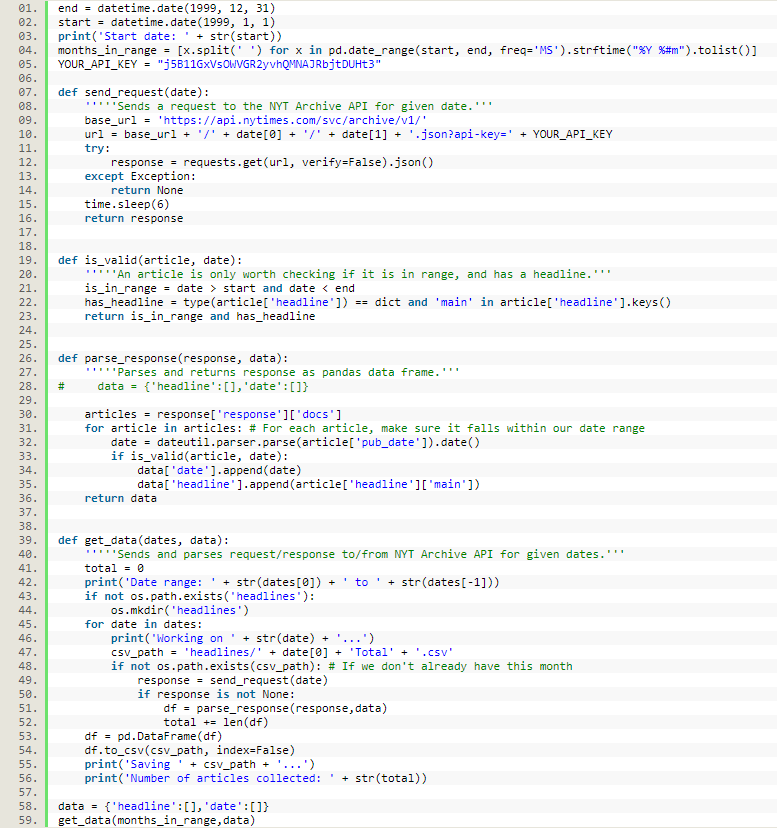 01. end = datetime.date(1999, 12, 31)
02. start = datetime.date(1999, 1, 1)
03. print('Start date: ' + str(start))
04. months_in_range = [x.split(' ') for x in pd.date_range(start, end, freq='MS').strftime("%Y %#m").tolist()]
05. YOUR_API_KEY = "j5B11GxVsOWVGR2yvhQMNAJRbjtDUHt3"
06.
07. def send_request(date):
08.     '''''Sends a request to the NYT Archive API for given date.'''
09.     base_url = 'https://api.nytimes.com/svc/archive/v1/'
10.     url = base_url + '/' + date[0] + '/' + date[1] + '.json?api-key=' + YOUR_API_KEY
11.     try:
12.         response = requests.get(url, verify=False).json()
13.     except Exception:
14.         return None
15.     time.sleep(6)
16.     return response
17.
18.
19. def is_valid(article, date):
20.     '''''An article is only worth checking if it is in range, and has a headline.'''
21.     is_in_range = date > start and date < end
22.     has_headline = type(article['headline']) == dict and 'main' in article['headline'].keys()
23.     return is_in_range and has_headline
24.
25.
26. def parse_response(response, data):
27.     '''''Parses and returns response as pandas data frame.'''
28. #     data = {'headline':[],'date':[]}
29.
30.     articles = response['response']['docs']
31.     for article in articles: # For each article, make sure it falls within our date range
32.         date = dateutil.parser.parse(article['pub_date']).date()
33.         if is_valid(article, date):
34.             data['date'].append(date)
35.             data['headline'].append(article['headline']['main'])
36.     return data
37.
38.
39. def get_data(dates, data):
40.     '''''Sends and parses request/response to/from NYT Archive API for given dates.'''
41.     total = 0
42.     print('Date range: ' + str(dates[0]) + ' to ' + str(dates[-1]))
43.     if not os.path.exists('headlines'):
44.         os.mkdir('headlines')
45.     for date in dates:
46.         print('Working on ' + str(date) + '...')
47.         csv_path = 'headlines/' + date[0] + 'Total' + '.csv'
48.         if not os.path.exists(csv_path): # If we don't already have this month
49.             response = send_request(date)
50.             if response is not None:
51.                 df = parse_response(response,data)
52.                 total += len(df)
53.     df = pd.DataFrame(df)
54.     df.to_csv(csv_path, index=False)
55.     print('Saving ' + csv_path + '...')
56.     print('Number of articles collected: ' + str(total))
57.
58. data = {'headline':[],'date':[]}
59. get_data(months_in_range,data)